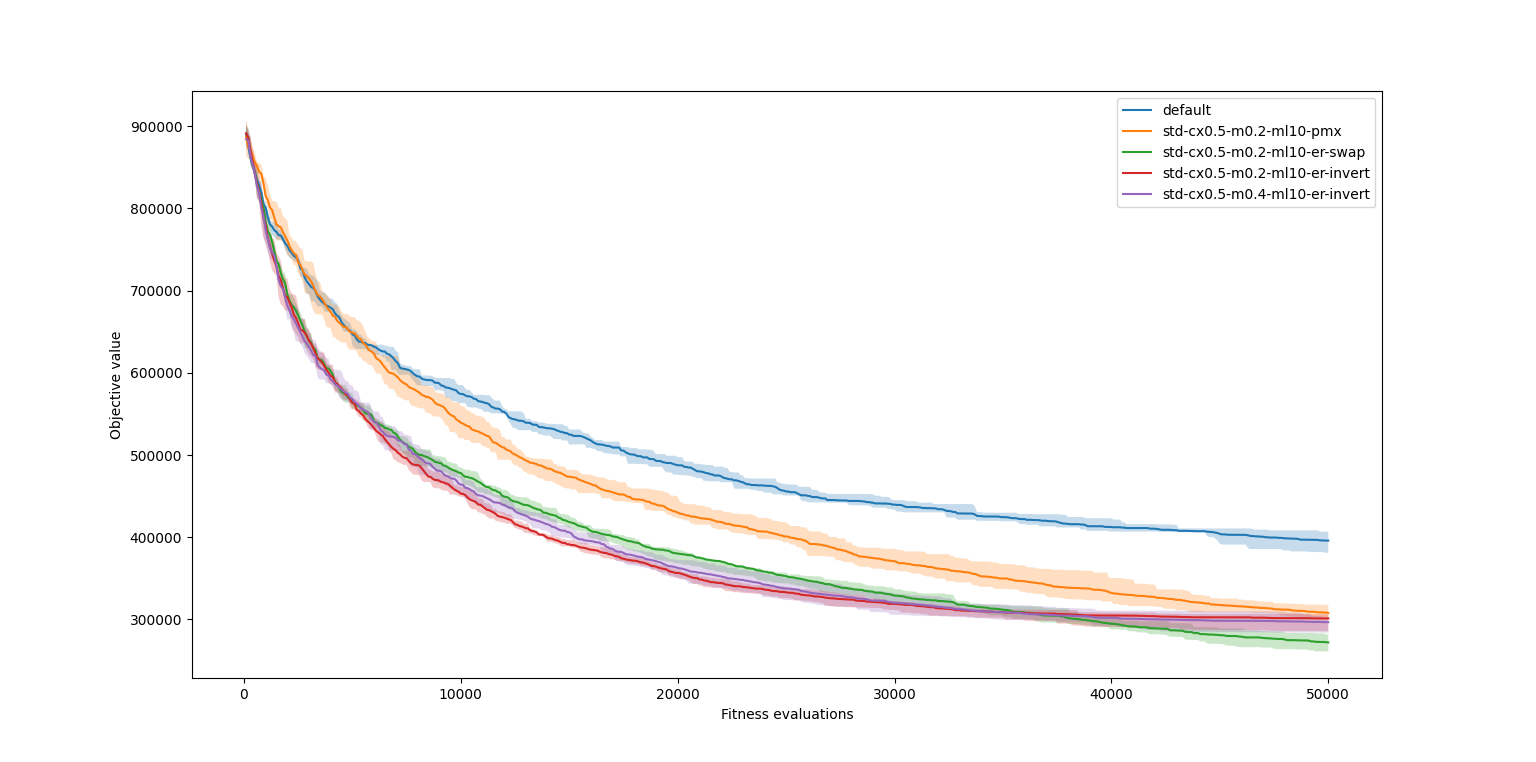 default
std-cx0.5-m0.2-ml10-pmx
std-cx0.5-m0.2-ml10-er-swap
std-cx0.5-m0.2-ml10-er-invert
std-cx0.5-m0.4-ml10-er-invert
900000
800000
700000
600000
500000
400000
300000
Objective value
0 10000 20000 30000 40000 50000
Fitness evaluations